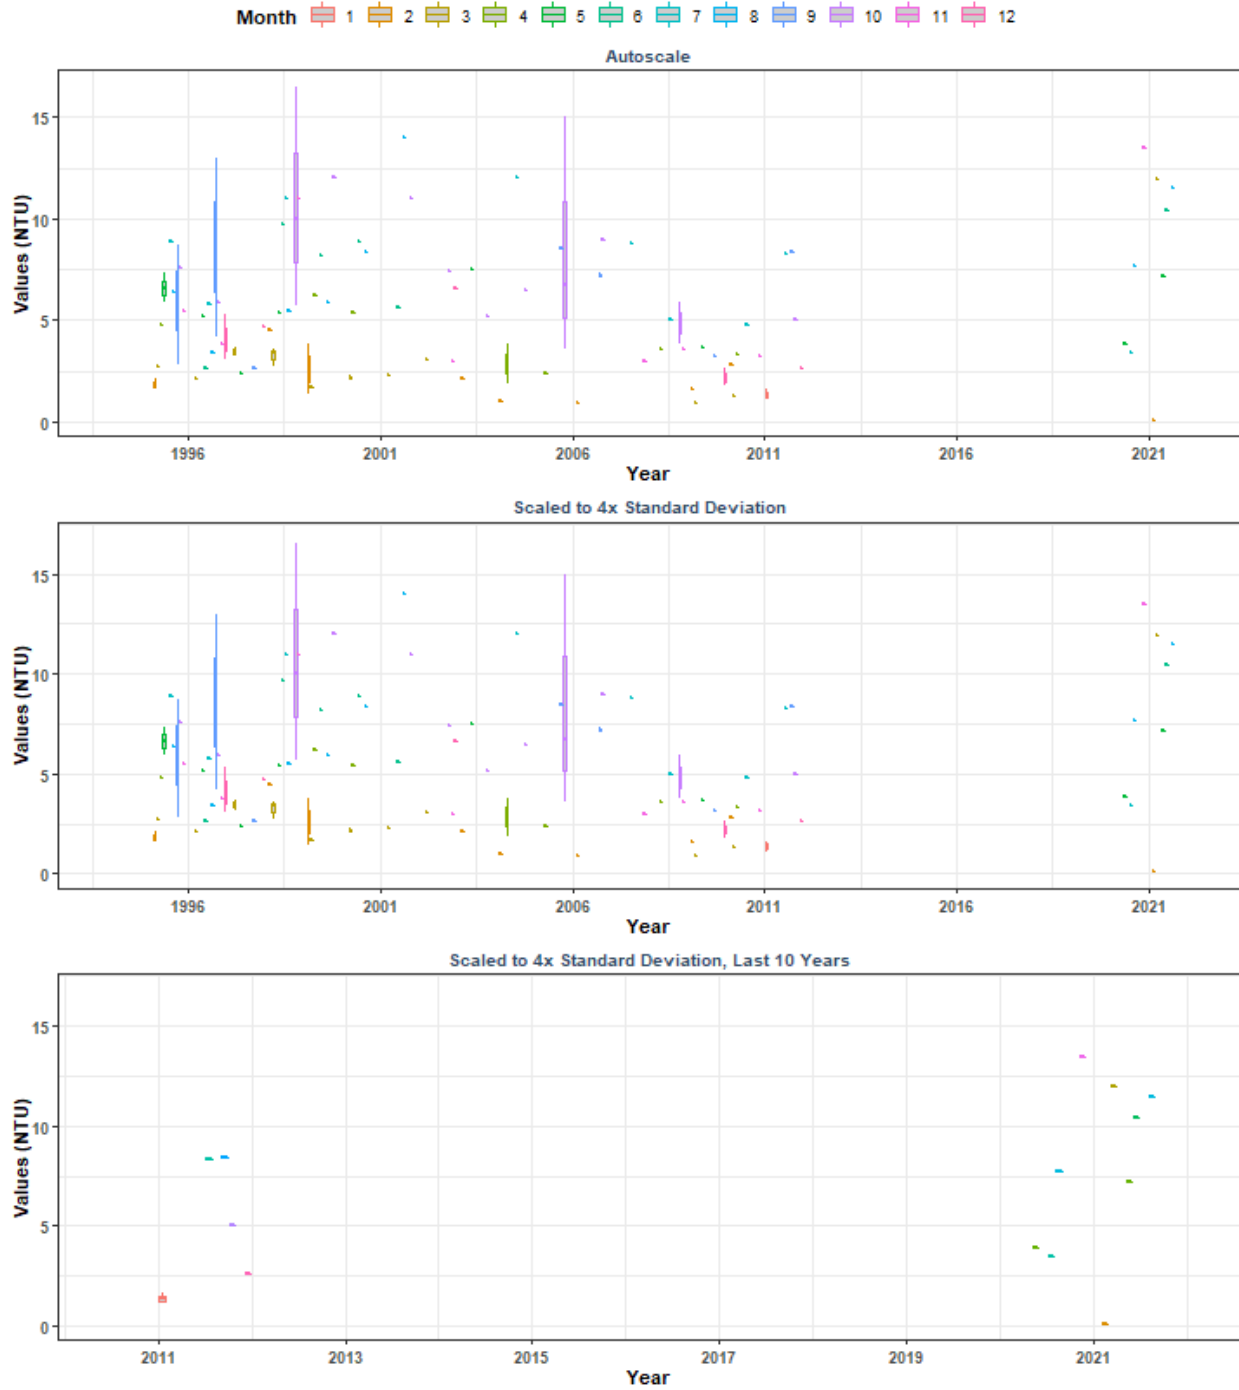 Month 1 2 3 4 5 6 7 8 9 10 11 12
Autoscale
Values (NTU)
15
10
5
0
1996 2001 2006 2011 2016 2021
Year
Scaled to 4x Standard Deviation
Values (NTU)
15
10
5
0
1996 2001 2006 2011 2016 2021
Year
Scaled to 4x Standard Deviation, Last 10 Years
Values (NTU)
15
10
5
0
2011 2013 2015 2017 2019 2021
Year